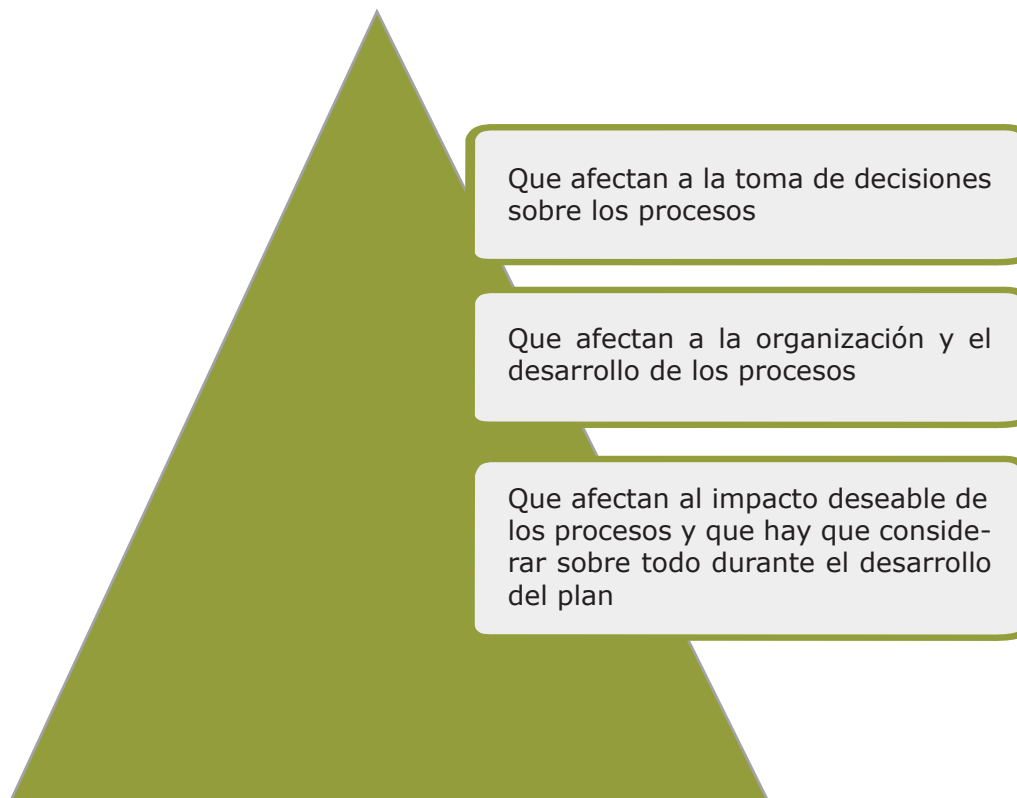 Que afectan a la toma de decisiones
sobre los procesos
Que afectan a la organización y el
desarrollo de los procesos
Que afectan al impacto deseable de
los procesos y que hay que conside-
rar sobre todo durante el desarrollo
del plan